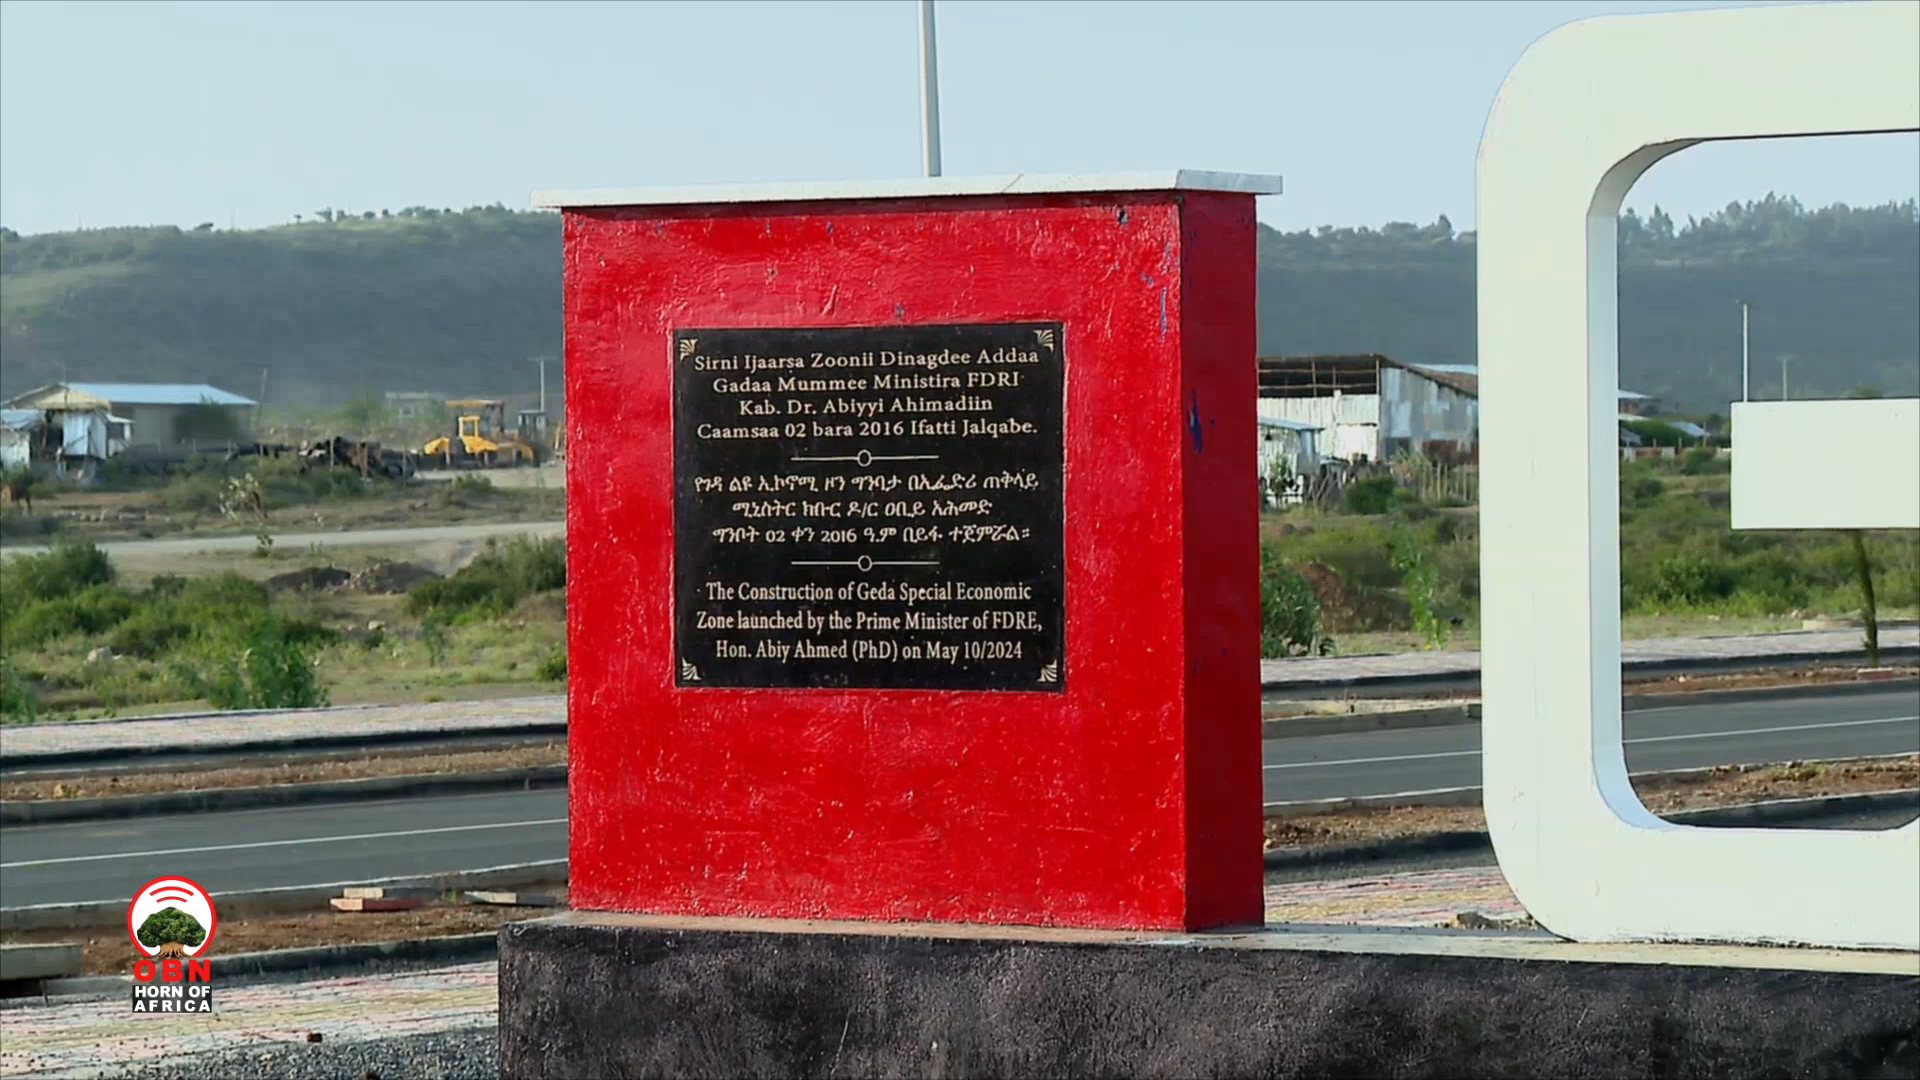 Sirni Ijaarsa Zoonii Dinagdee Addaa
Gadaa Mummee Ministira FDRI
Kab. Dr. Abiyyi Ahimadiin
Caamsaa 02 bara 2016 Ifatti Jalqabe.
የገዳ ልዩ ኢኮኖሚ ዞን ግንባታ በኢፌድሪ ጠቅላይ
ሚኒስትር ክቡር ዶ/ር ዐቢይ አሕመድ
ግንቦት 02 ቀን 2016 ዓ.ም በይፋ ተጀምሯል።
The Construction of Geda Special Economic
Zone launched by the Prime Minister of FDRE,
Hon. Abiy Ahmed (PhD) on May 10/2024
OBN
HORN OF
AFRICA